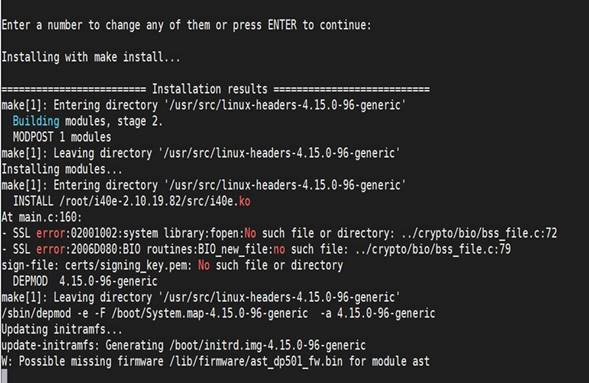 Enter a number to change any of them or press ENTER to continue:
Installing with make install...
========================= Installation results ===========================
make[1]: Entering directory '/usr/src/linux-headers-4.15.0-96-generic'
Building modules, stage 2.
MODPOST 1 modules
make[1]: Leaving directory '/usr/src/linux-headers-4.15.0-96-generic'
Installing modules...
make[1]: Entering directory '/usr/src/linux-headers-4.15.0-96-generic'
INSTALL /root/i40e-2.10.19.82/src/i40e.ko
At main.c:160:
- SSL error:02001002:system library:fopen:No such file or directory: ../crypto/bio/bss_file.c:72
- SSL error:2006D080:BIO routines:BIO_new_file:no such file: ../crypto/bio/bss_file.c:79
sign-file: certs/signing_key.pem: No such file or directory
DEPMOD  4.15.0-96-generic
make[1]: Leaving directory '/usr/src/linux-headers-4.15.0-96-generic'
/sbin/depmod -e -F /boot/System.map-4.15.0-96-generic  -a 4.15.0-96-generic
Updating initramfs...
update-initramfs: Generating /boot/initrd.img-4.15.0-96-generic
W: Possible missing firmware /lib/firmware/ast_dp501_fw.bin for module ast